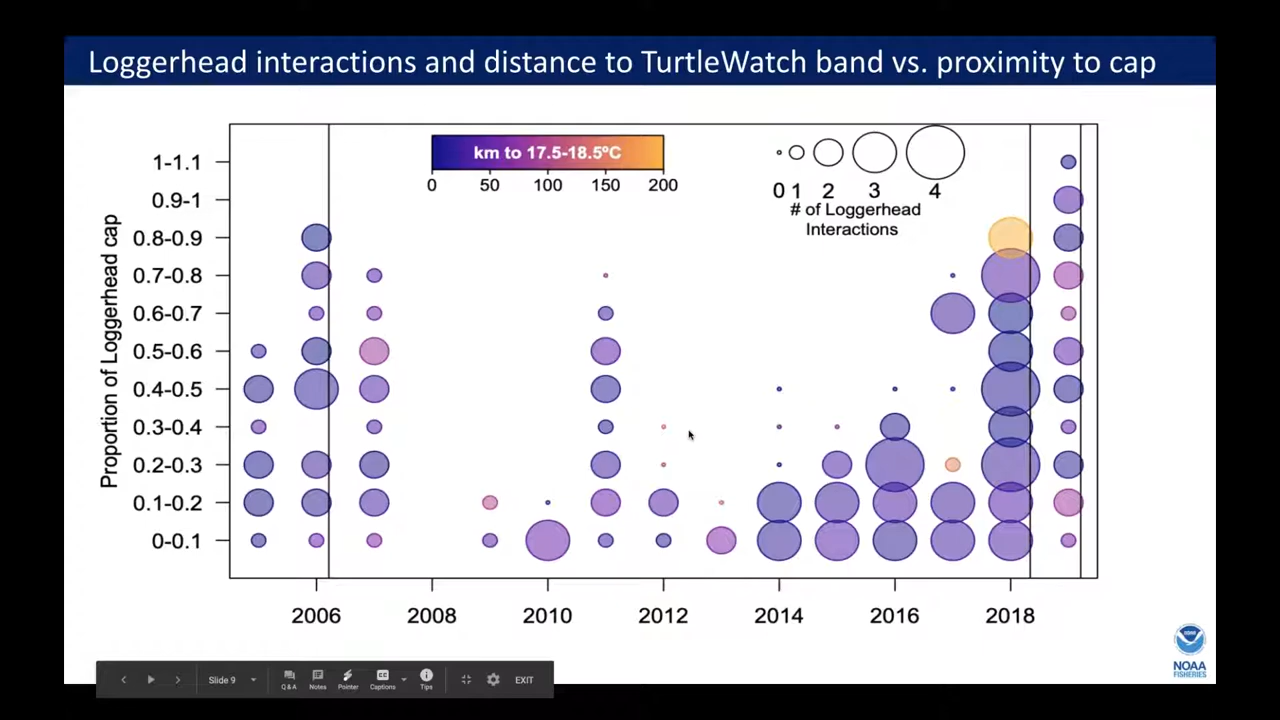 Loggerhead interactions and distance to TurtleWatch band vs. proximity to cap
km to 17.5-18.5ºC
0 50 100 150 200
0 1 2 3 4
# of Loggerhead
Interactions
Proportion of Loggerhead cap
1-1.1
0.9-1
0.8-0.9
0.7-0.8
0.6-0.7
0.5-0.6
0.4-0.5
0.3-0.4
0.2-0.3
0.1-0.2
0-0.1
2006 2008 2010 2012 2014 2016 2018
NOAA
FISHERIES
Slide 9
Q&A Notes Pointer Captions Tips EXIT